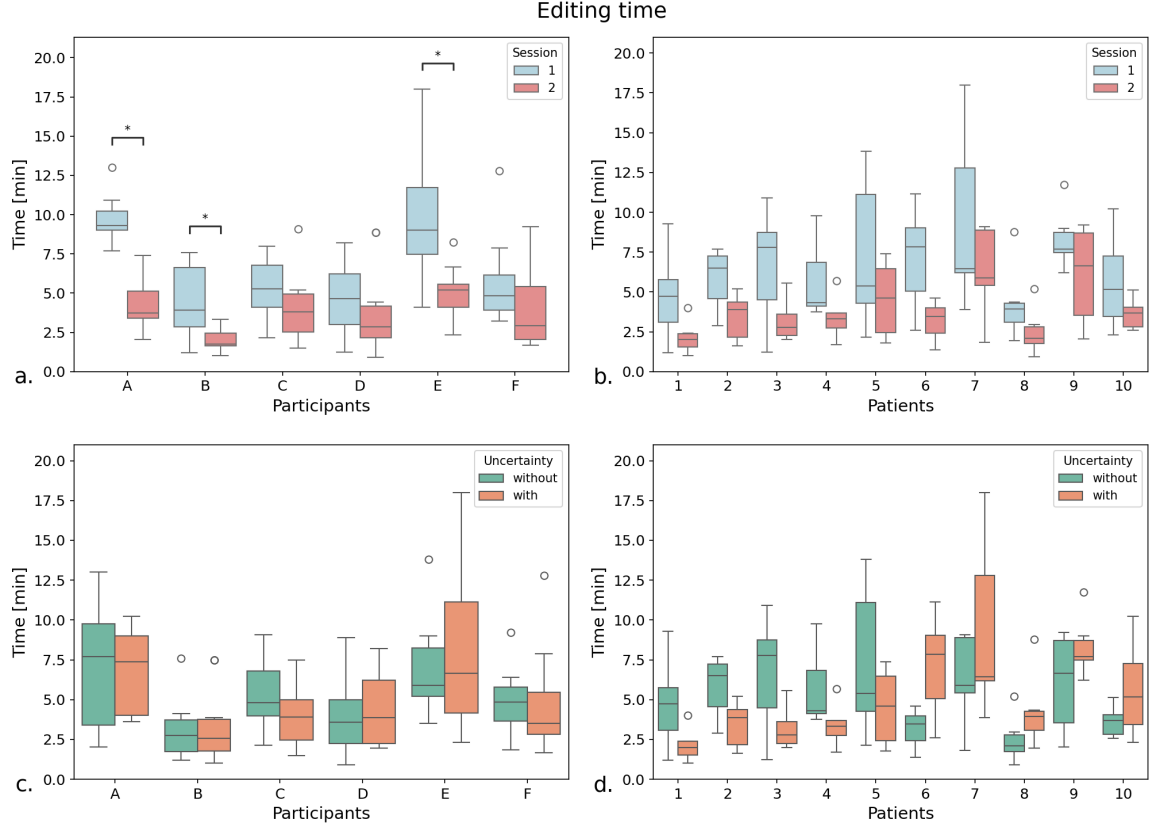 Editing time
20.0
17.5
15.0
12.5
10.0
7.5
5.0
2.5
0.0
Time [min]
*
*
*
Session
1
2
A B C D E F
Participants
a.
20.0
17.5
15.0
12.5
10.0
7.5
5.0
2.5
0.0
Time [min]
Session
1
2
1 2 3 4 5 6 7 8 9 10
Patients
b.
20.0
17.5
15.0
12.5
10.0
7.5
5.0
2.5
0.0
Time [min]
Uncertainty
without
with
A B C D E F
Participants
c.
20.0
17.5
15.0
12.5
10.0
7.5
5.0
2.5
0.0
Time [min]
Uncertainty
without
with
1 2 3 4 5 6 7 8 9 10
Patients
d.